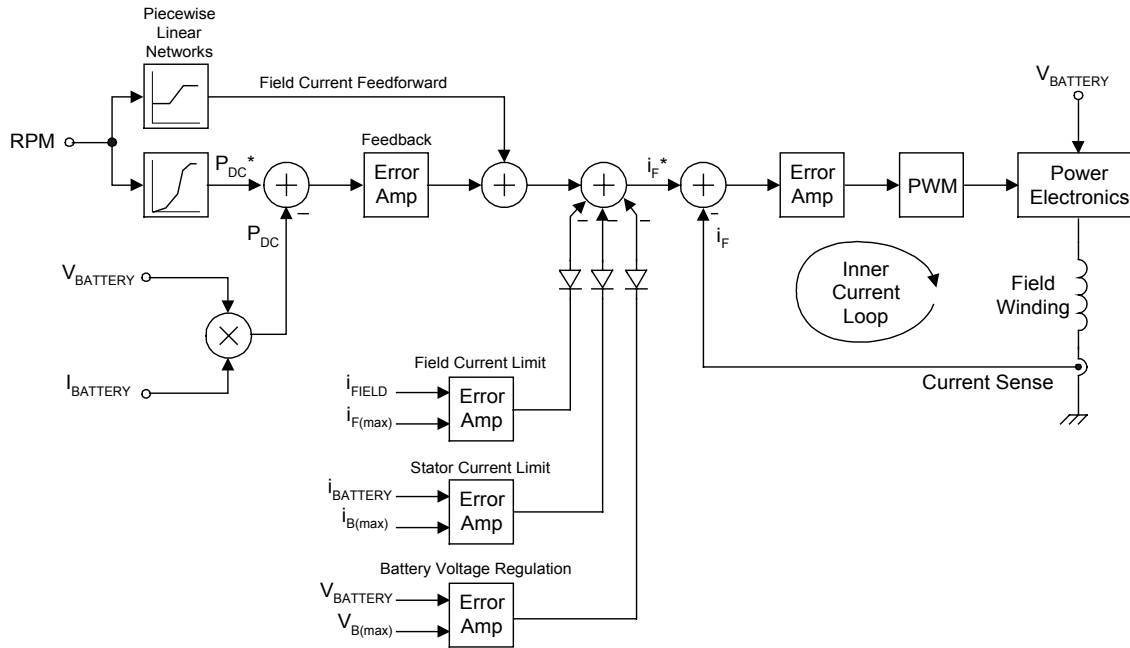 Piecewise
Linear
Networks
Field Current Feedforward
RPM
P_DC*
Feedback
Error
Amp
i_F*
Error
Amp
PWM
V_BATTERY
Power
Electronics
P_DC
i_F
V_BATTERY
I_BATTERY
Inner
Current
Loop
Field
Winding
Current Sense
Field Current Limit
i_FIELD
i_F(max)
Error
Amp
Stator Current Limit
i_BATTERY
i_B(max)
Error
Amp
Battery Voltage Regulation
V_BATTERY
V_B(max)
Error
Amp